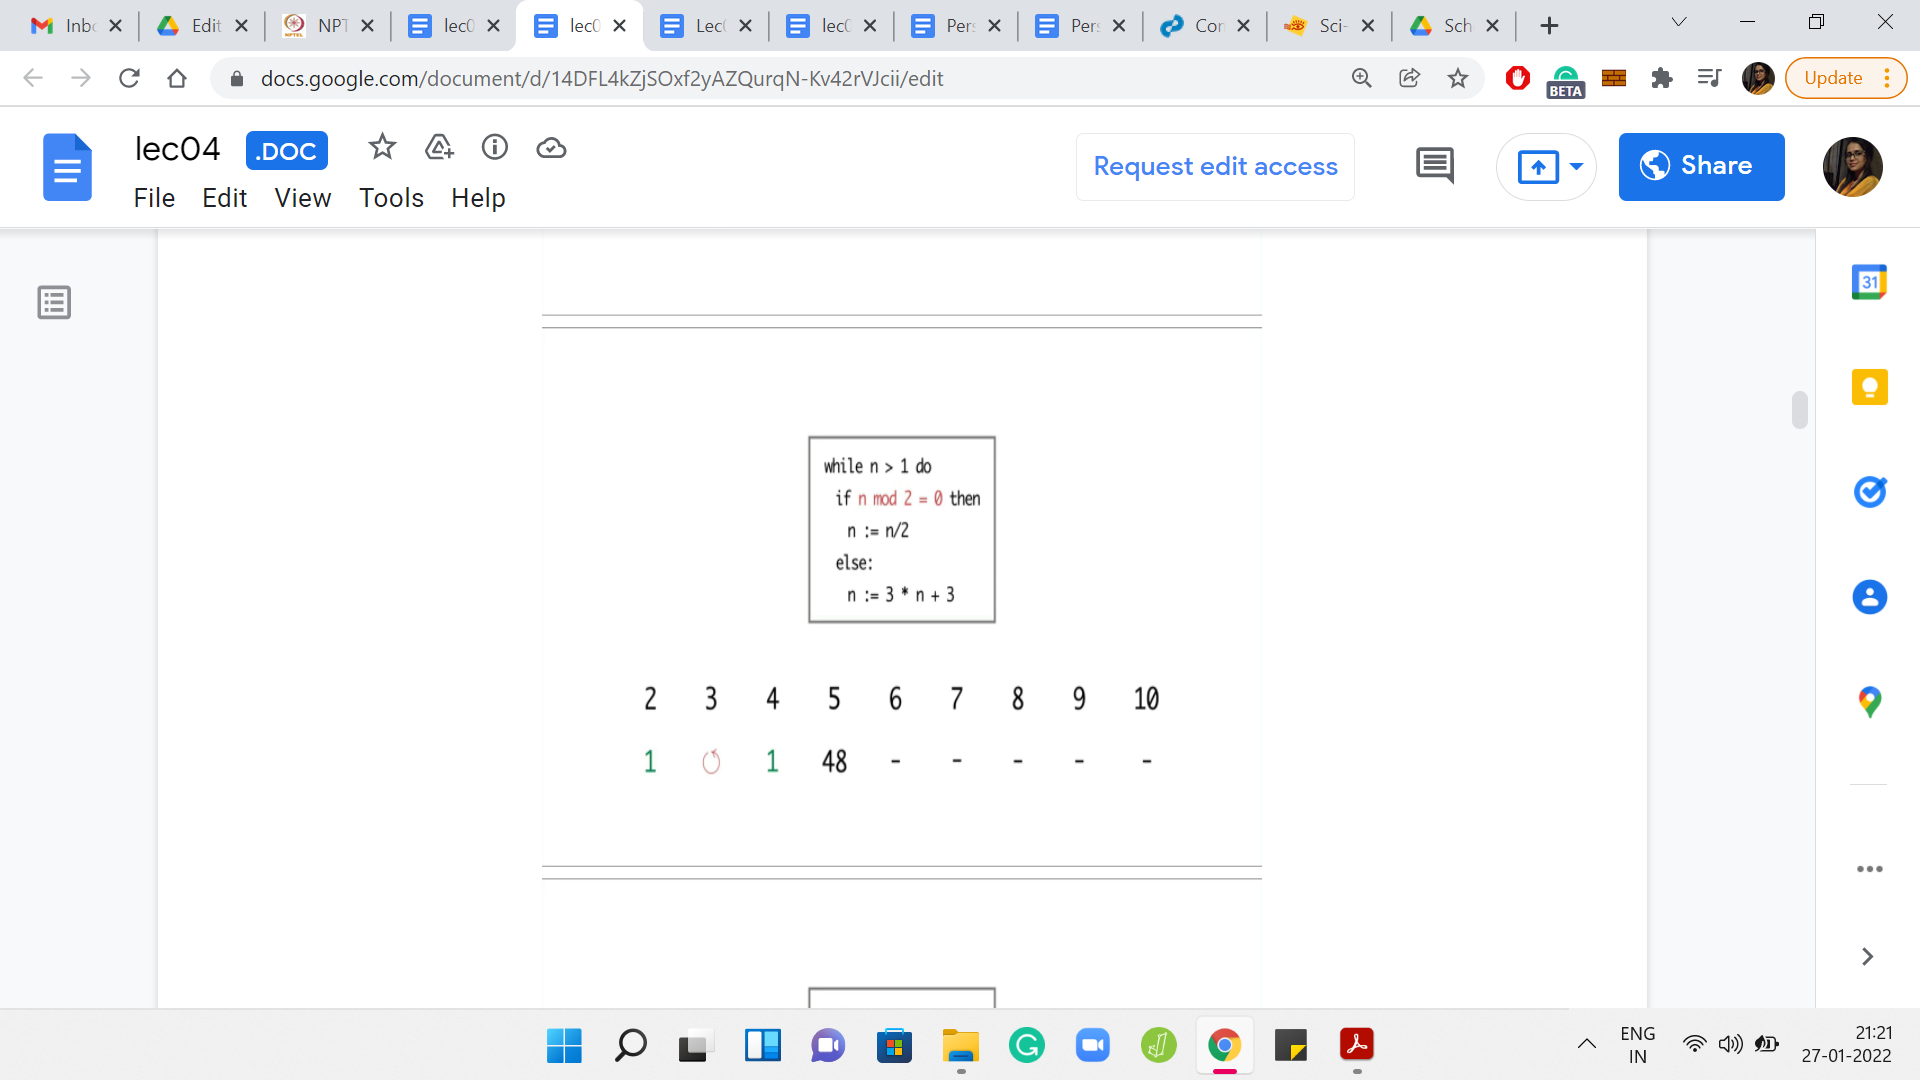 Inbc Edit NPT lec0 lec0 Lec lec0 Pers Pers Con Sci- Sch
docs.google.com/document/d/14DFL4kZjSOxf2yAZQurqN-Kv42rVJcii/edit
BETA
Update
lec04 .DOC
Request edit access
Share
File Edit View Tools Help
31
while n > 1 do
if n mod 2 = 0 then
n := n/2
else:
n := 3 * n + 3
2 3 4 5 6 7 8 9 10
1 1 48 - - - - -
ENG
IN
21:21
27-01-2022